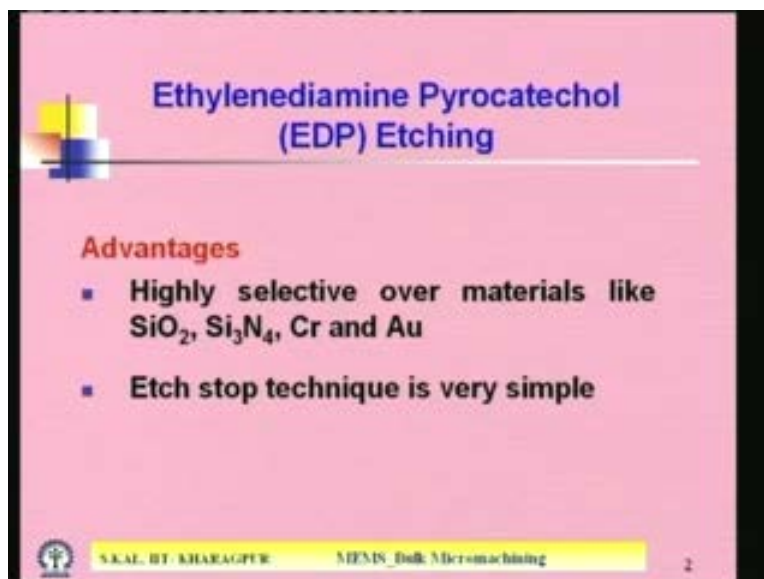 Ethylenediamine Pyrocatechol
(EDP) Etching
Advantages
▪ Highly selective over materials like
SiO₂, Si₃N₄, Cr and Au
▪ Etch stop technique is very simple
S.KAL, IIT- KHARAGPUR MEMS_Bulk Micromachining 2